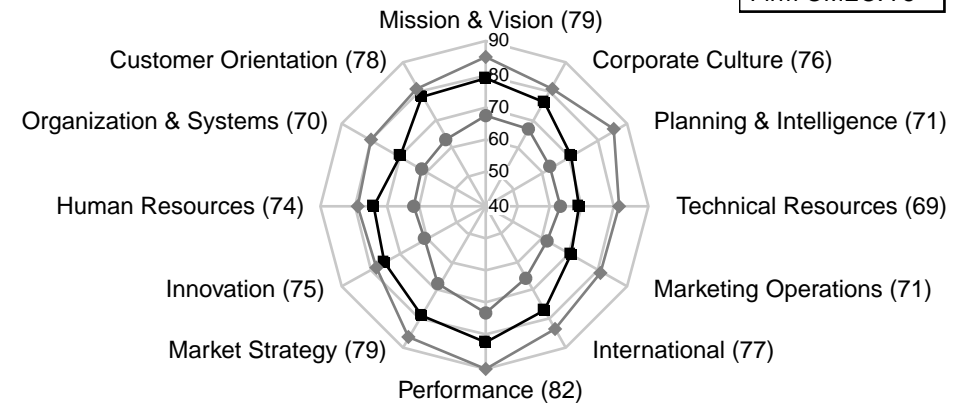 Mission & Vision (79)
90
Customer Orientation (78)
Corporate Culture (76)
80
70
Organization & Systems (70)
Planning & Intelligence (71)
60
50
Human Resources (74)
40
Technical Resources (69)
Innovation (75)
Marketing Operations (71)
Market Strategy (79)
International (77)
Performance (82)